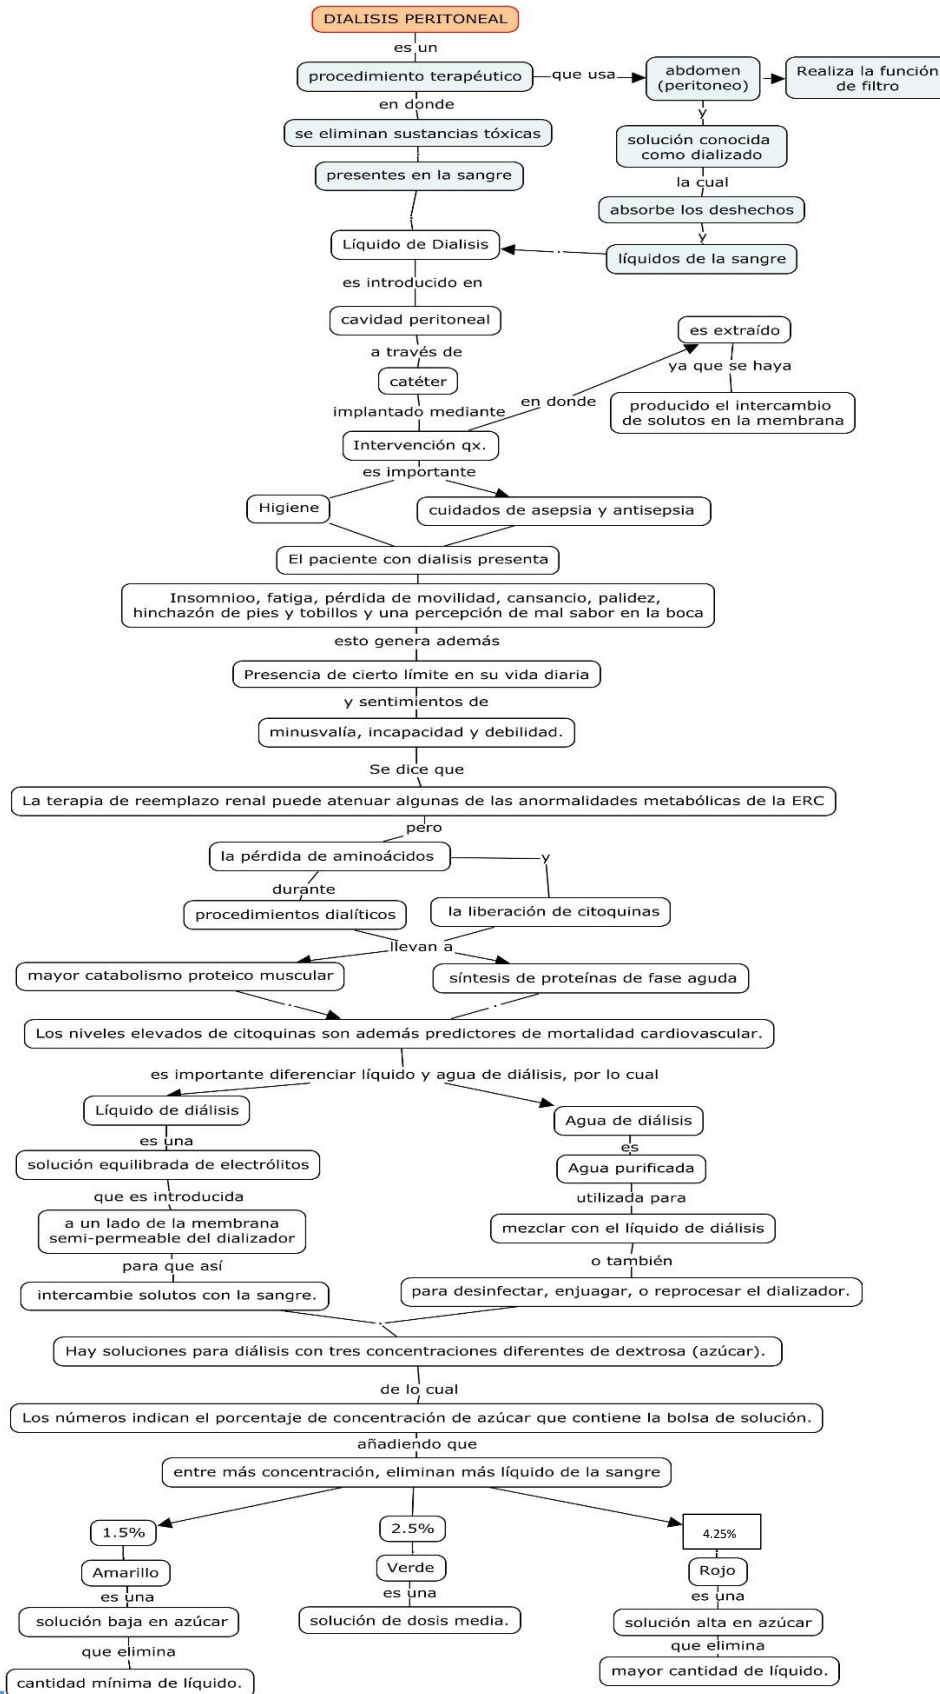 DIALISIS PERITONEAL
es un
procedimiento terapéutico
que usa
abdomen
(peritoneo)
Realiza la función
de filtro
en donde
y
se eliminan sustancias tóxicas
solución conocida
como dializado
presentes en la sangre
la cual
absorbe los deshechos
y
Líquido de Dialisis
líquidos de la sangre
es introducido en
cavidad peritoneal
es extraído
a través de
ya que se haya
catéter
implantado mediante
en donde
producido el intercambio
de solutos en la membrana
Intervención qx.
es importante
Higiene
cuidados de asepsia y antisepsia
El paciente con dialisis presenta
Insomnioo, fatiga, pérdida de movilidad, cansancio, palidez,
hinchazón de pies y tobillos y una percepción de mal sabor en la boca
esto genera además
Presencia de cierto límite en su vida diaria
y sentimientos de
minusvalía, incapacidad y debilidad.
Se dice que
La terapia de reemplazo renal puede atenuar algunas de las anormalidades metabólicas de la ERC
pero
la pérdida de aminoácidos
y
durante
procedimientos dialíticos
la liberación de citoquinas
llevan a
mayor catabolismo proteico muscular
síntesis de proteínas de fase aguda
Los niveles elevados de citoquinas son además predictores de mortalidad cardiovascular.
es importante diferenciar líquido y agua de diálisis, por lo cual
Líquido de diálisis
Agua de diálisis
es una
es
solución equilibrada de electrólitos
Agua purificada
que es introducida
utilizada para
a un lado de la membrana
semi-permeable del dializador
mezclar con el líquido de diálisis
para que así
o también
intercambie solutos con la sangre.
para desinfectar, enjuagar, o reprocesar el dializador.
Hay soluciones para diálisis con tres concentraciones diferentes de dextrosa (azúcar).
de lo cual
Los números indican el porcentaje de concentración de azúcar que contiene la bolsa de solución.
añadiendo que
entre más concentración, eliminan más líquido de la sangre
1.5%
2.5%
4.25%
Amarillo
Verde
Rojo
es una
es una
es una
solución baja en azúcar
solución de dosis media.
solución alta en azúcar
que elimina
que elimina
cantidad mínima de líquido.
mayor cantidad de líquido.